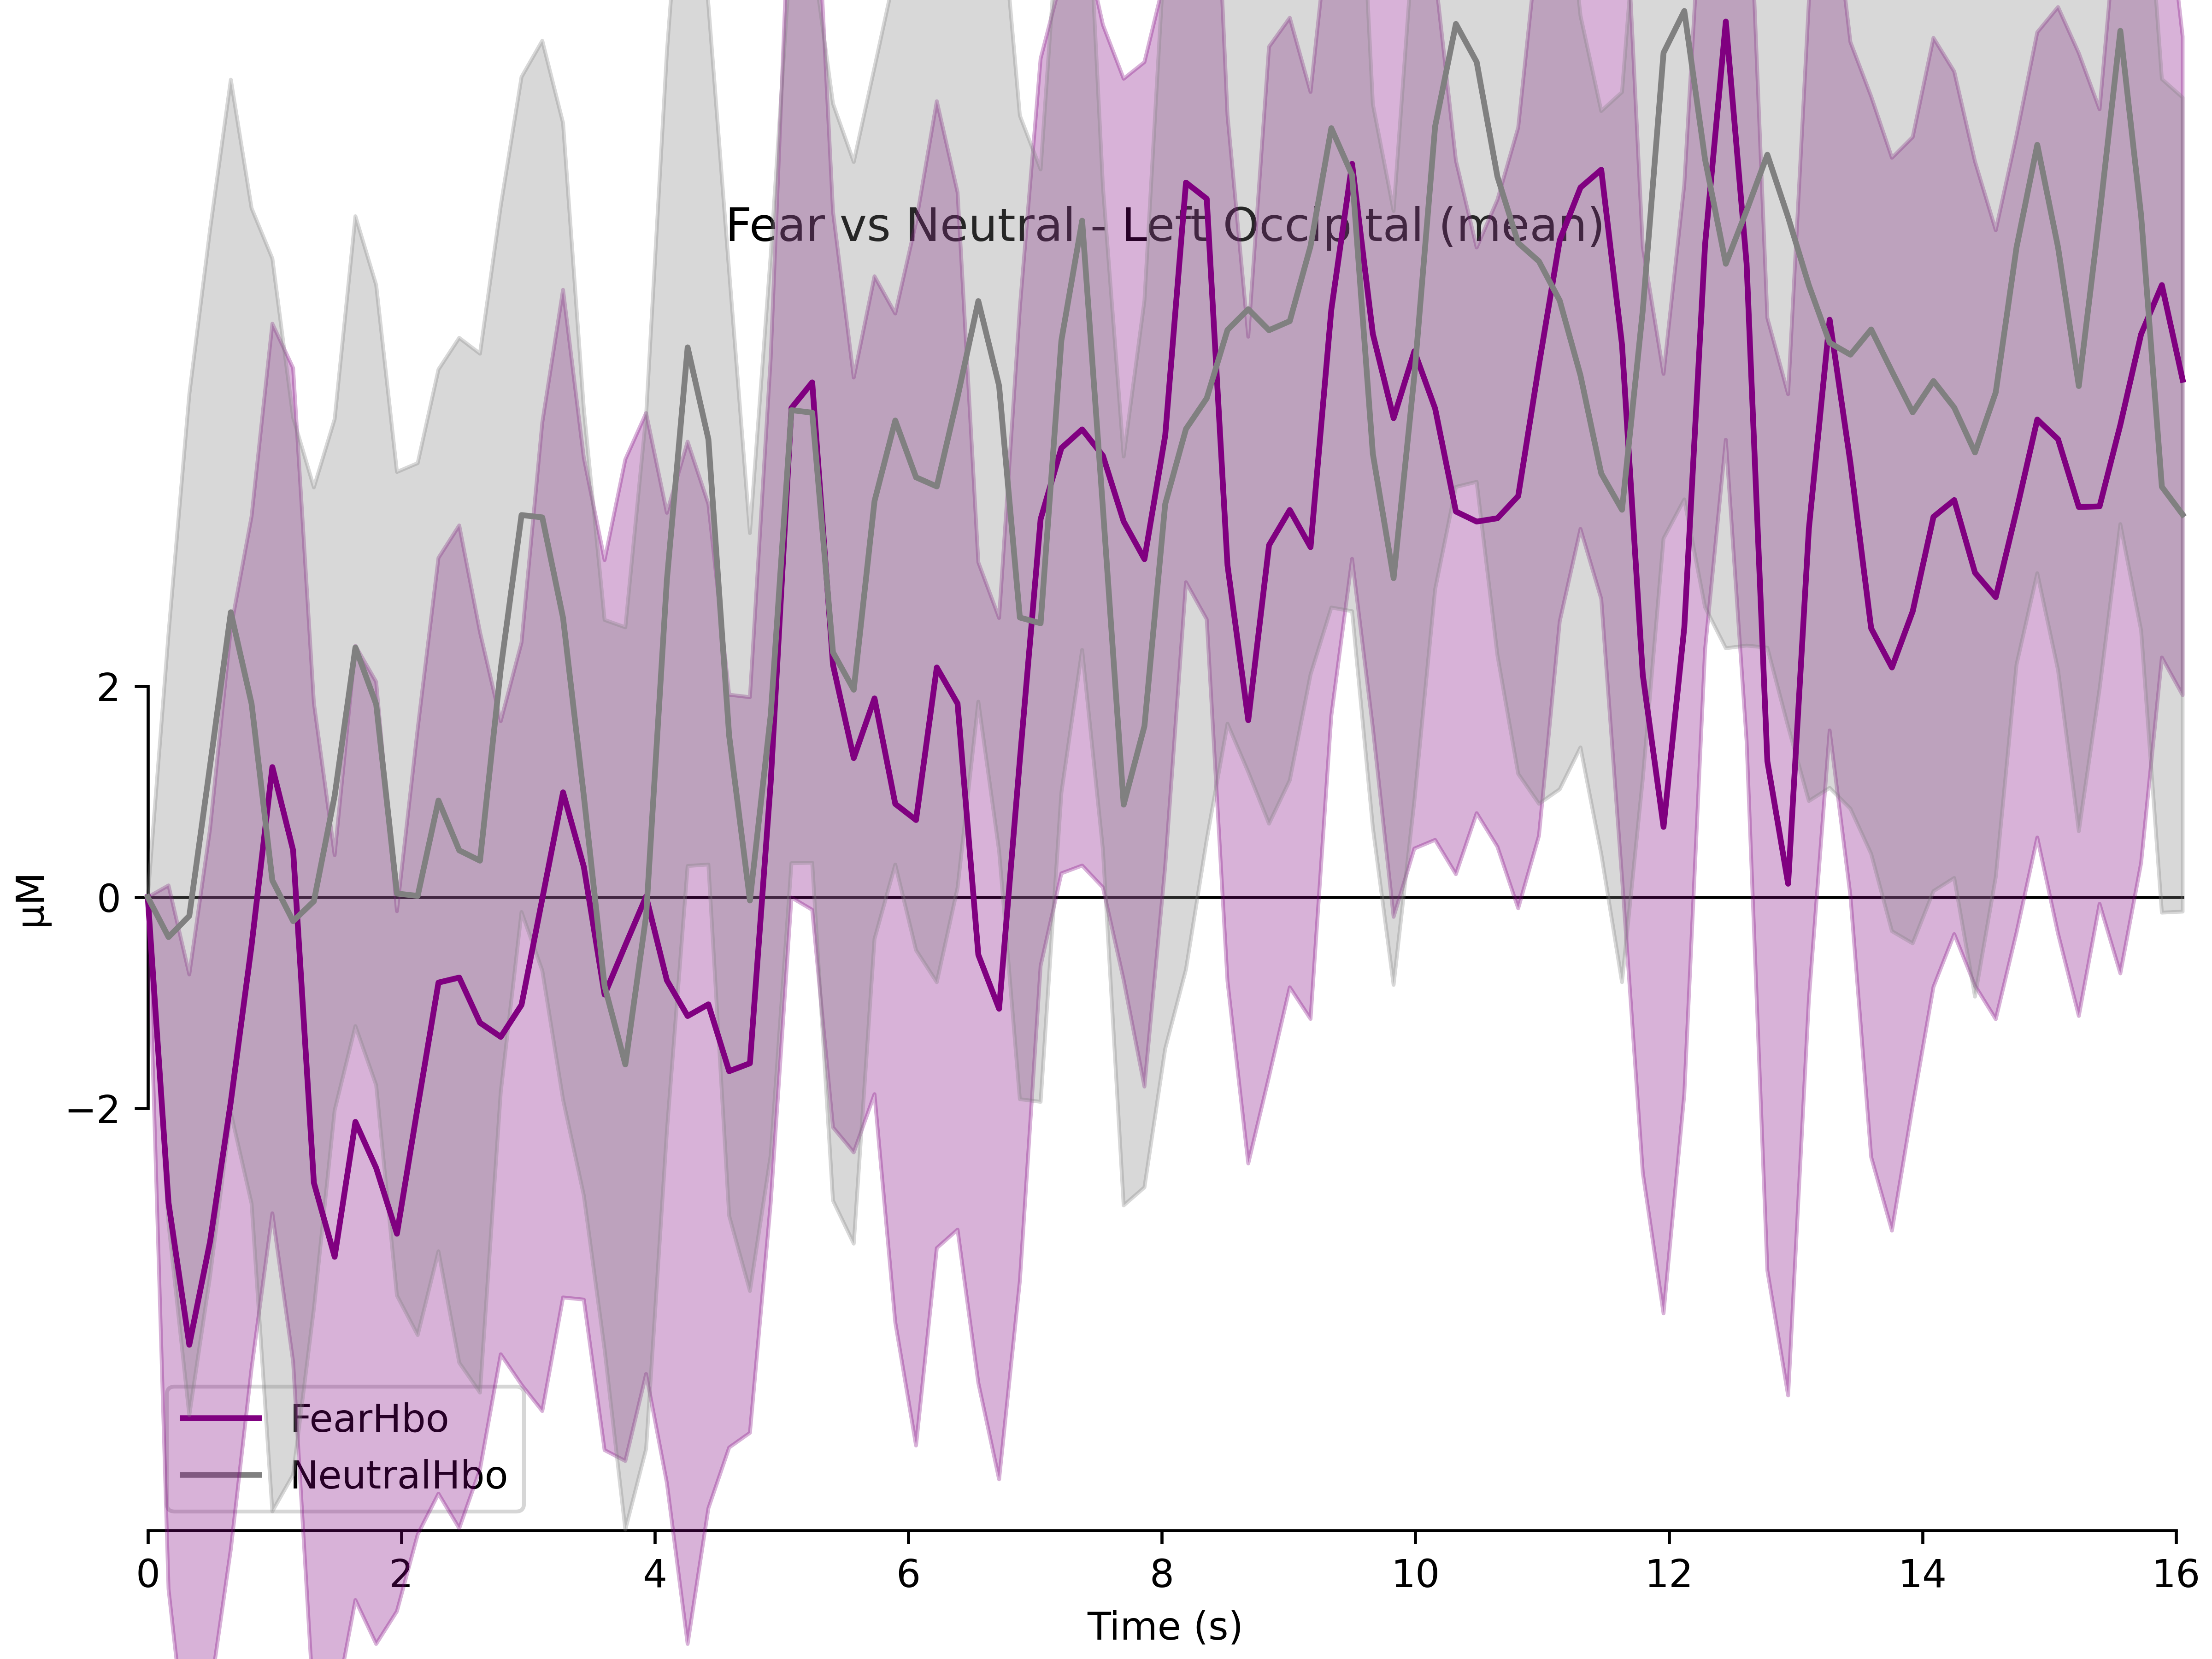 Fear vs Neutral - Left Occipital (mean)
2
0
−2
µM
FearHbo
NeutralHbo
0 2 4 6 8 10 12 14 16
Time (s)